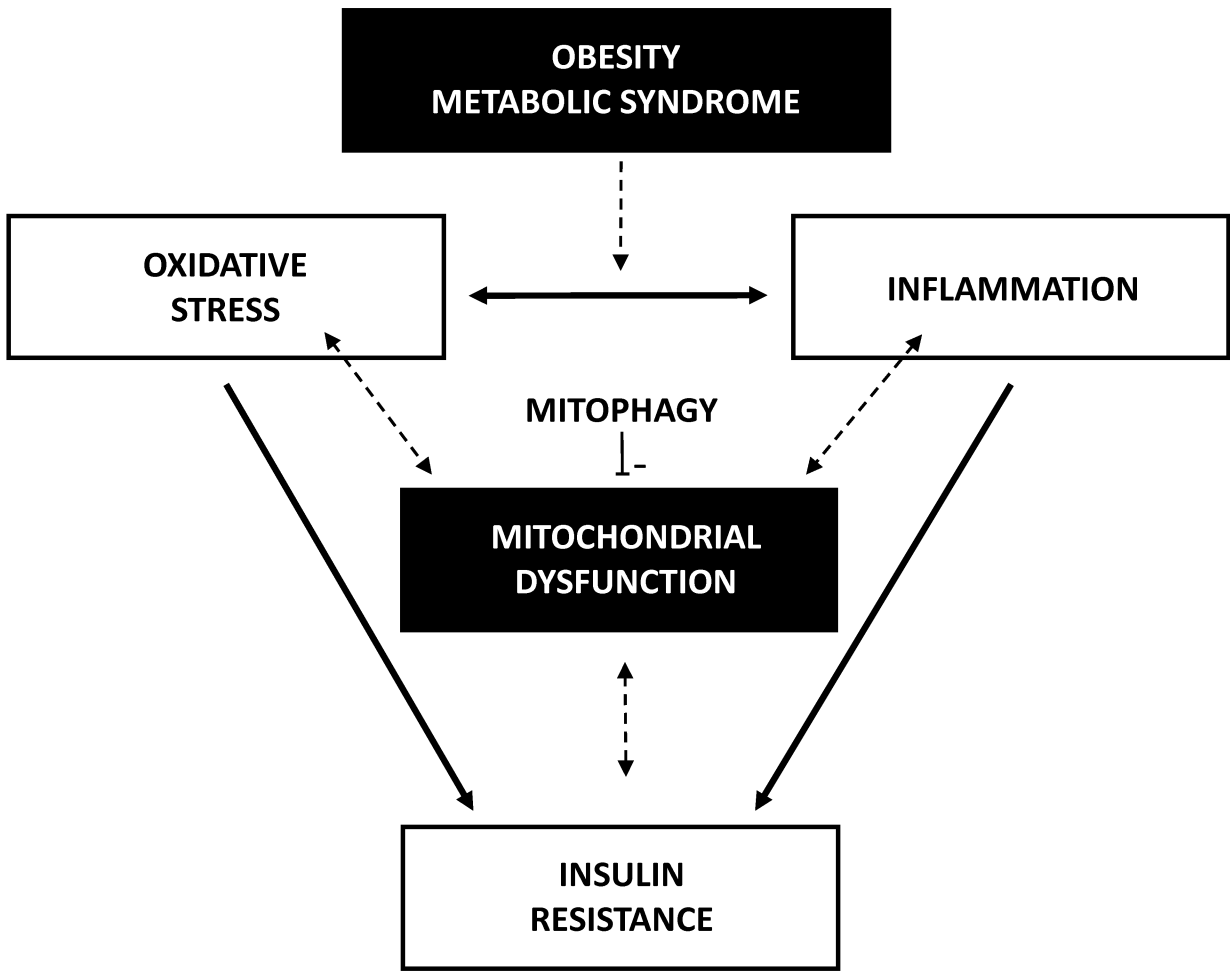 OBESITY
METABOLIC SYNDROME
OXIDATIVE
STRESS
INFLAMMATION
MITOPHAGY
-
MITOCHONDRIAL
DYSFUNCTION
INSULIN
RESISTANCE